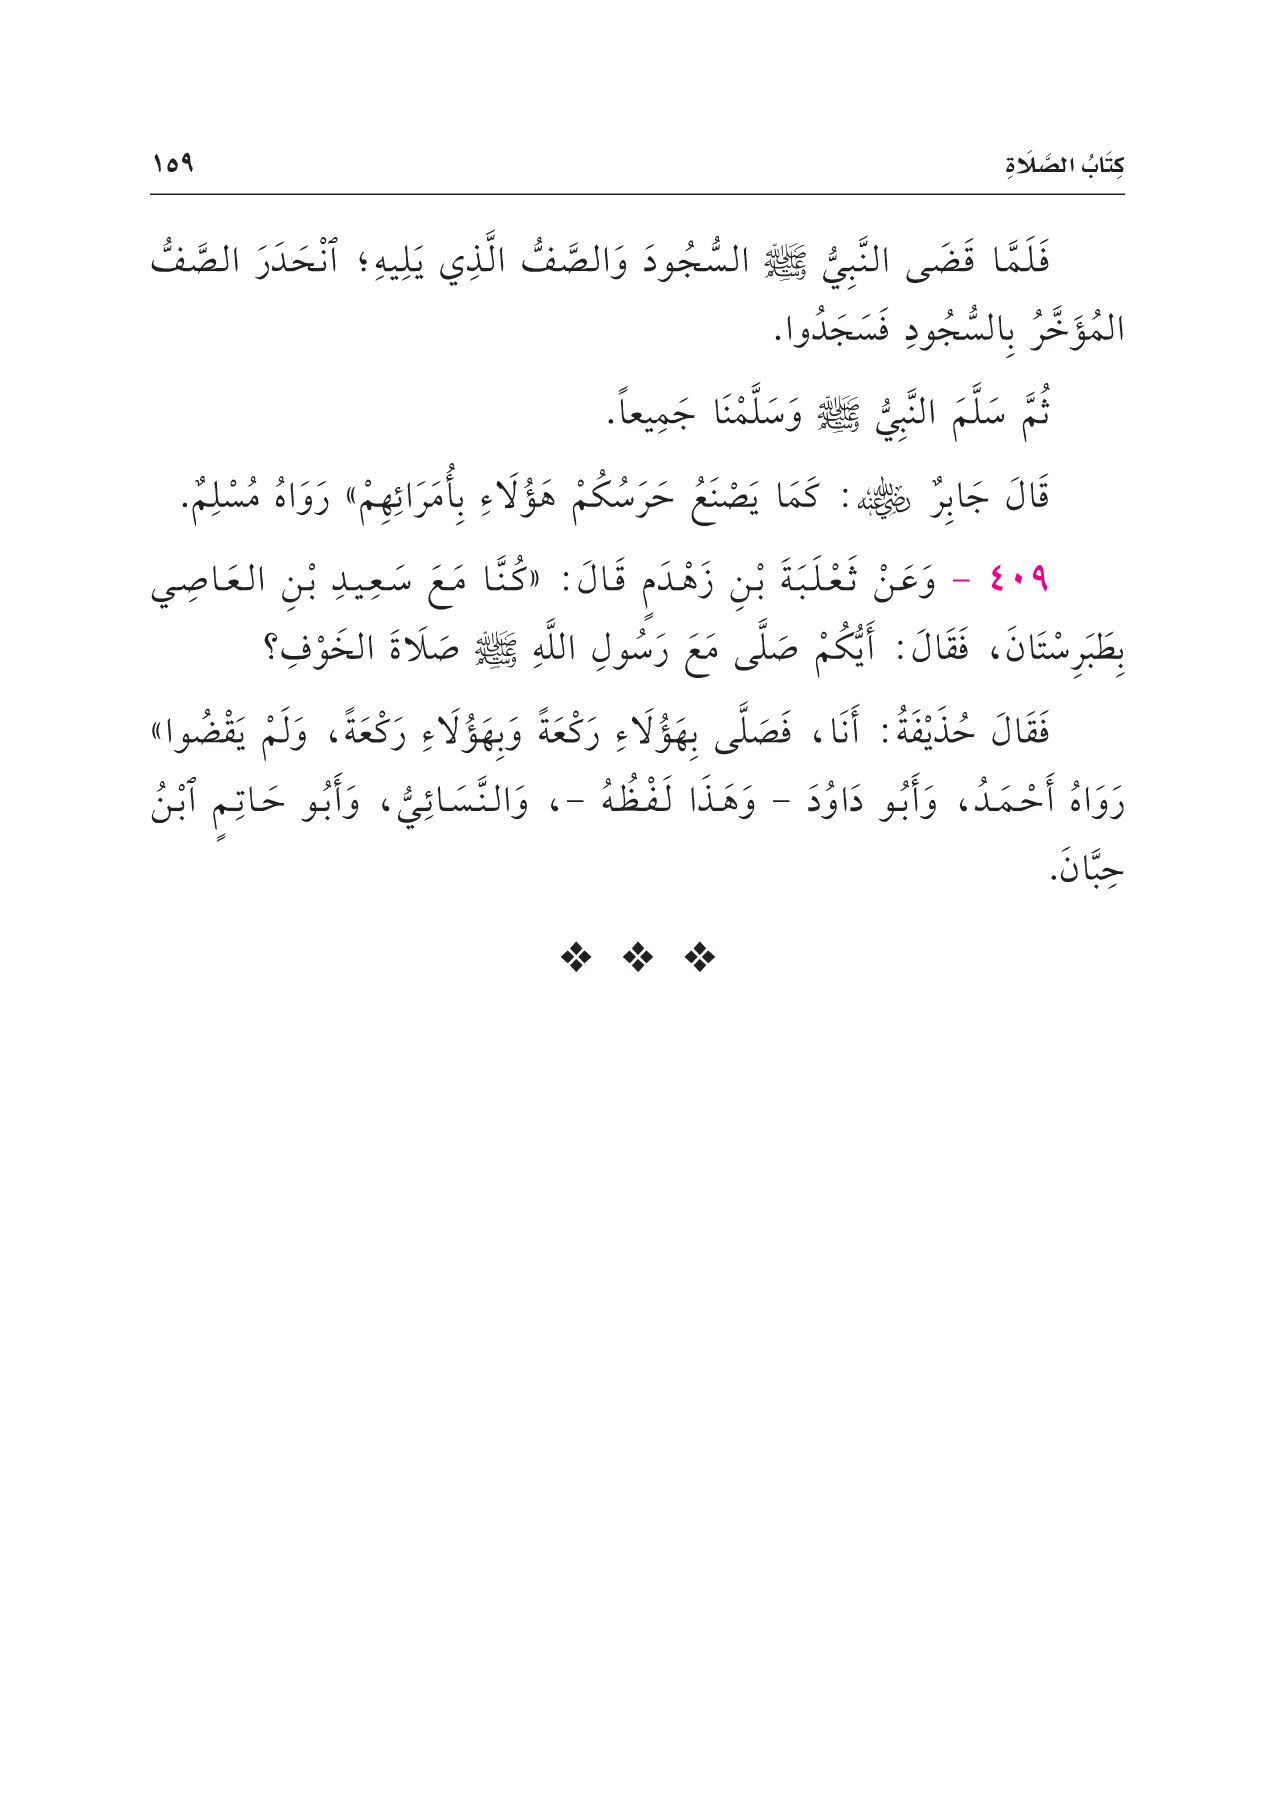 كِتَابُ الصَّلَاةِ ١٥٩
فَلَمَّا قَضَى النَّبِيُّ ﷺ السُّجُودَ وَالصَّفُّ الَّذِي يَلِيهِ؛ ٱنْحَدَرَ الصَّفُّ
المُؤَخَّرُ بِالسُّجُودِ فَسَجَدُوا.
ثُمَّ سَلَّمَ النَّبِيُّ ﷺ وَسَلَّمْنَا جَمِيعاً.
قَالَ جَابِرٌ رضي الله عنه: كَمَا يَصْنَعُ حَرَسُكُمْ هَؤُلَاءِ بِأُمَرَائِهِمْ» رَوَاهُ مُسْلِمٌ.
٤٠٩ - وَعَنْ ثَعْلَبَةَ بْنِ زَهْدَمٍ قَالَ: «كُنَّا مَعَ سَعِيدِ بْنِ العَاصِي
بِطَبَرِسْتَانَ، فَقَالَ: أَيُّكُمْ صَلَّى مَعَ رَسُولِ اللَّهِ ﷺ صَلَاةَ الخَوْفِ؟
فَقَالَ حُذَيْفَةُ: أَنَا، فَصَلَّى بِهَؤُلَاءِ رَكْعَةً وَبِهَؤُلَاءِ رَكْعَةً، وَلَمْ يَقْضُوا»
رَوَاهُ أَحْمَدُ، وَأَبُو دَاوُدَ - وَهَذَا لَفْظُهُ -، وَالنَّسَائِيُّ، وَأَبُو حَاتِمٍ ٱبْنُ
حِبَّانَ.